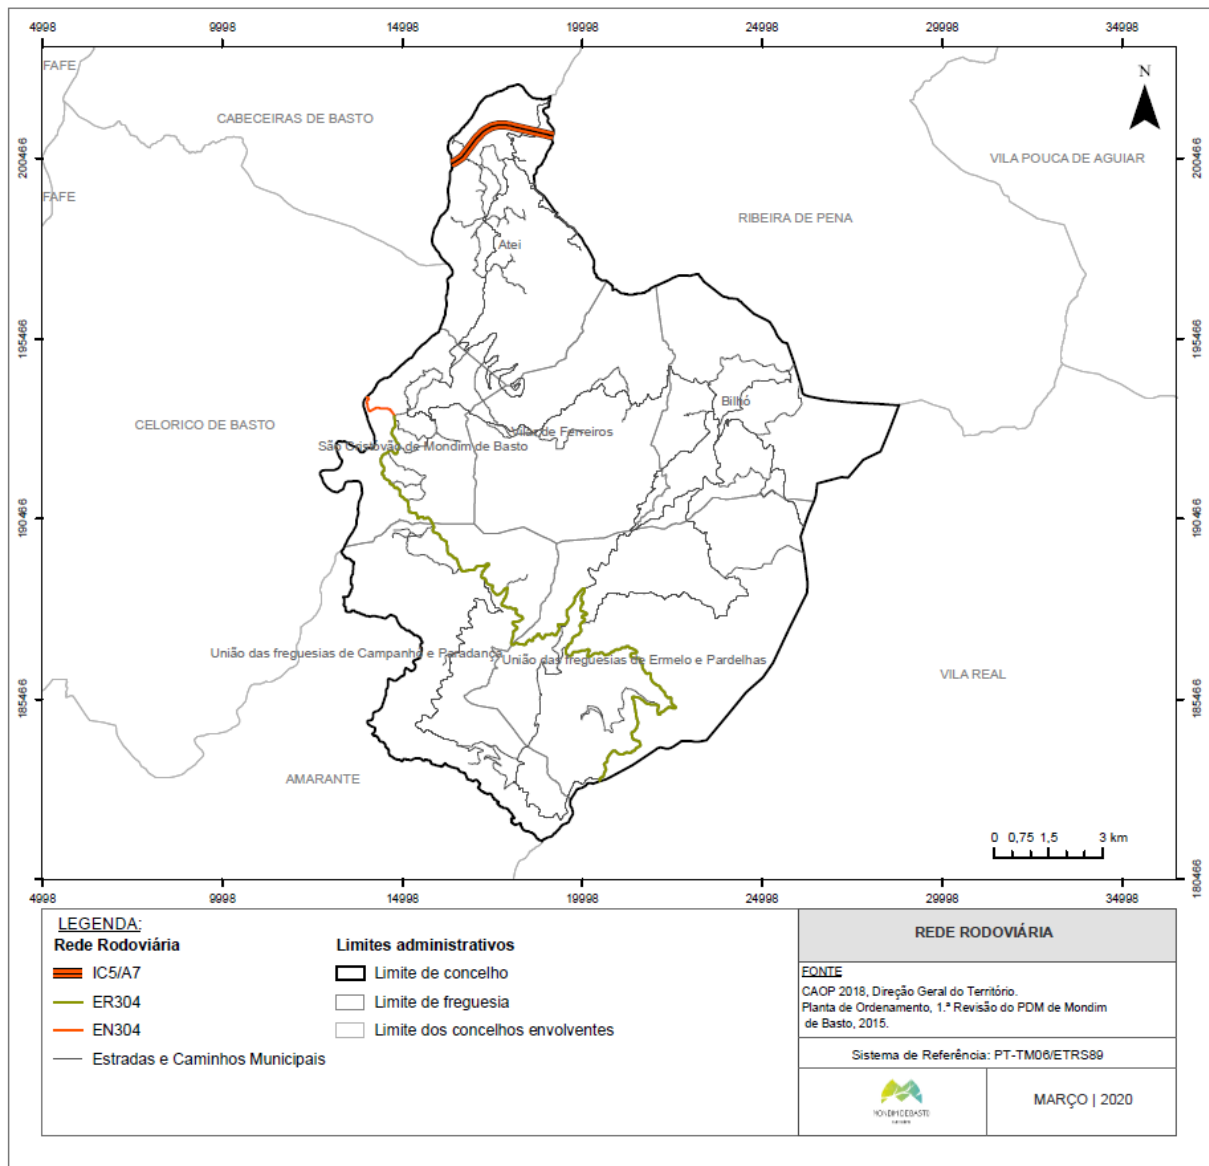 4998 9998 14998 19998 24998 29998 34998
N
FAFE
CABECEIRAS DE BASTO
VILA POUCA DE AGUIAR
200466 200466
FAFE
RIBEIRA DE PENA
Atei
195466 195466
Bilhó
CELORICO DE BASTO
Vilar de Ferreiros
São Cristóvão de Mondim de Basto
190466 190466
União das freguesias de Campanhó e Paradança
União das freguesias de Ermelo e Pardelhas
VILA REAL
185466 185466
AMARANTE
0 0,75 1,5 3 km
180466
4998 9998 14998 19998 24998 29998 34998
LEGENDA:
Rede Rodoviária
IC5/A7
ER304
EN304
Estradas e Caminhos Municipais
Limites administrativos
Limite de concelho
Limite de freguesia
Limite dos concelhos envolventes
REDE RODOVIÁRIA
FONTE
CAOP 2018, Direção Geral do Território.
Planta de Ordenamento, 1.ª Revisão do PDM de Mondim
de Basto, 2015.
Sistema de Referência: PT-TM06/ETRS89
MONDIM DE BASTO
MARÇO | 2020